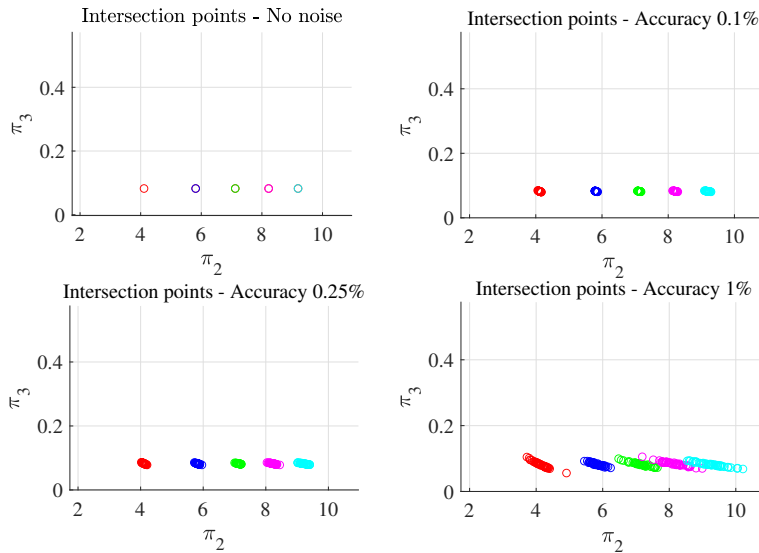 Intersection points - No noise
0.4
0.2
0
π3
2 4 6 8 10
π2
Intersection points - Accuracy 0.1%
0.4
0.2
0
π3
2 4 6 8 10
π2
Intersection points - Accuracy 0.25%
0.4
0.2
0
π3
2 4 6 8 10
π2
Intersection points - Accuracy 1%
0.4
0.2
0
π3
2 4 6 8 10
π2